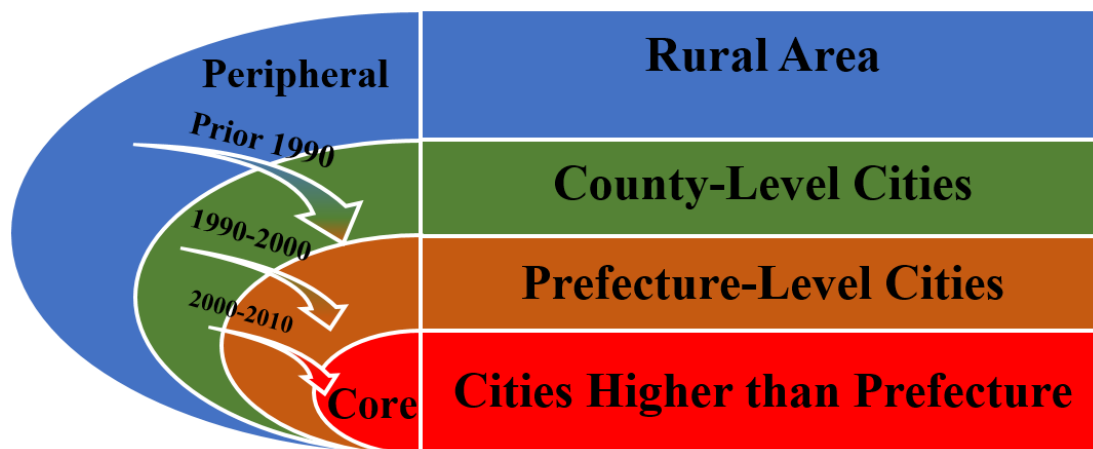 Peripheral
Rural Area
Prior 1990
County-Level Cities
1990-2000
Prefecture-Level Cities
2000-2010
Core
Cities Higher than Prefecture